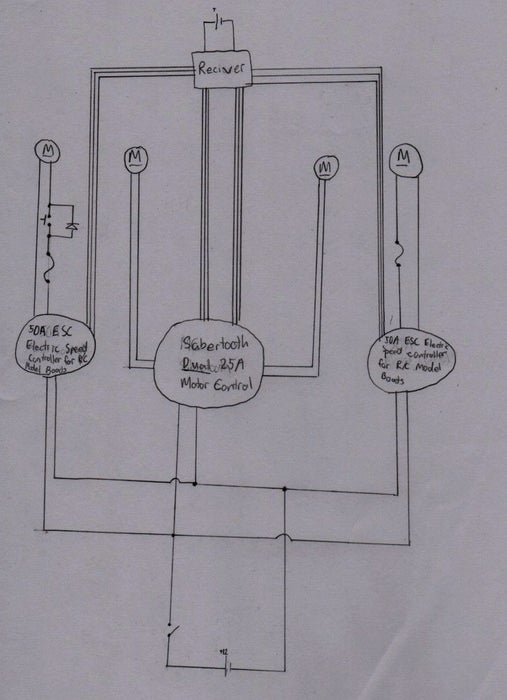 Reciver
M
M
M
M
50A ESC
Electric Speed
Controller for RC
Model Boats
Sabertooth
Dual 25A
Motor Control
50A ESC Electric
Speed controller
for R/C Model
Boats
+12